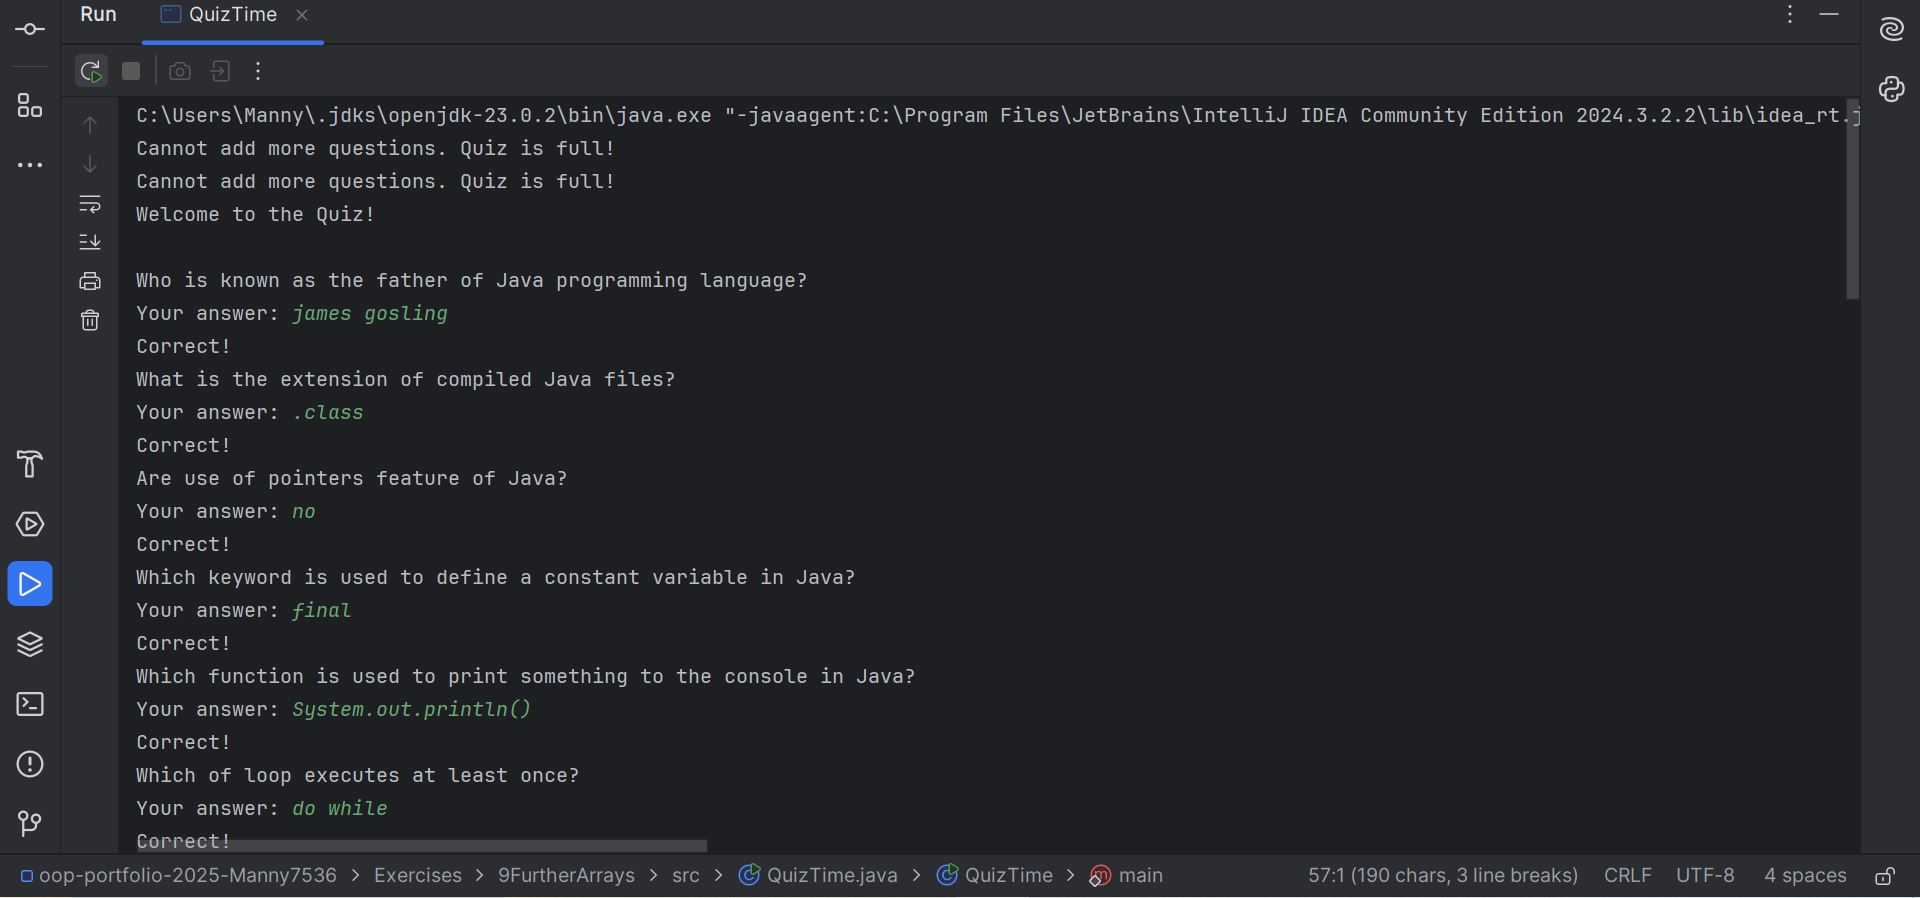 Run QuizTime
C:\Users\Manny\.jdks\openjdk-23.0.2\bin\java.exe "-javaagent:C:\Program Files\JetBrains\IntelliJ IDEA Community Edition 2024.3.2.2\lib\idea_rt.j
Cannot add more questions. Quiz is full!
Cannot add more questions. Quiz is full!
Welcome to the Quiz!
Who is known as the father of Java programming language?
Your answer: james gosling
Correct!
What is the extension of compiled Java files?
Your answer: .class
Correct!
Are use of pointers feature of Java?
Your answer: no
Correct!
Which keyword is used to define a constant variable in Java?
Your answer: final
Correct!
Which function is used to print something to the console in Java?
Your answer: System.out.println()
Correct!
Which of loop executes at least once?
Your answer: do while
Correct!
oop-portfolio-2025-Manny7536 > Exercises > 9FurtherArrays > src > QuizTime.java > QuizTime > main 57:1 (190 chars, 3 line breaks) CRLF UTF-8 4 spaces